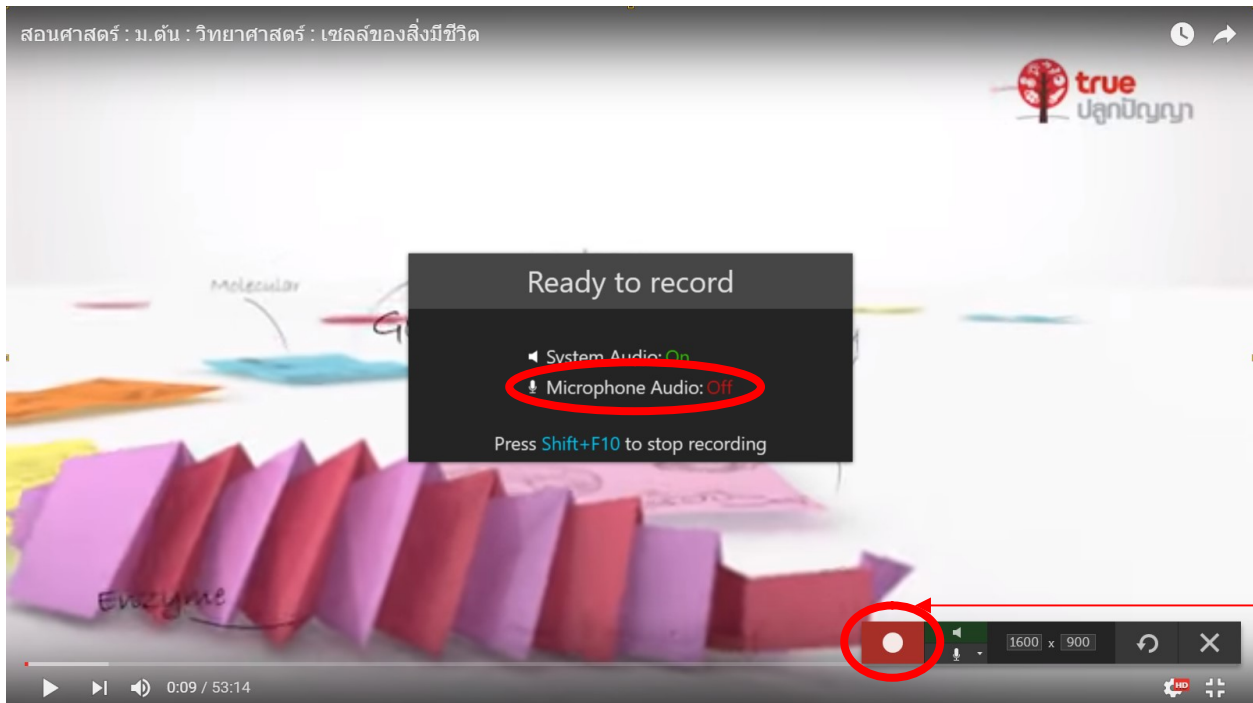 สอนศาสตร์ : ม.ต้น : วิทยาศาสตร์ : เซลล์ของสิ่งมีชีวิต
true
ปลูกปัญญา
Molecular
Ready to record
System Audio: On
Microphone Audio: Off
Press Shift+F10 to stop recording
Enzyme
1600 x 900
0:09 / 53:14
HD